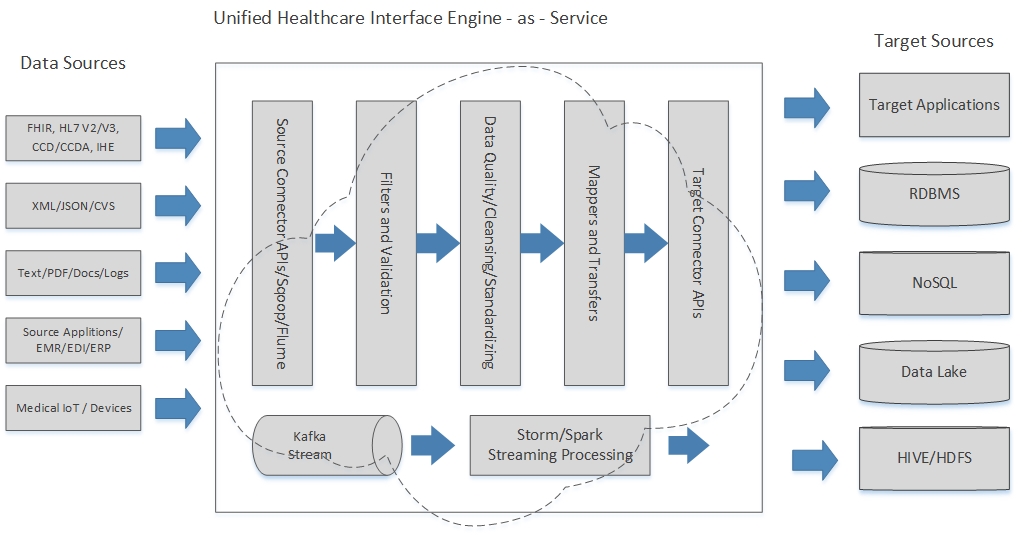 Unified Healthcare Interface Engine - as - Service
Data Sources
Target Sources
FHIR, HL7 V2/V3,
CCD/CCDA, IHE
XML/JSON/CVS
Text/PDF/Docs/Logs
Source Applitions/
EMR/EDI/ERP
Medical IoT / Devices
Source Connector APIs/Sqoop/Flume
Filters and Validation
Data Quality/Cleansing/Standardizing
Mappers and Transfers
Target Connector APIs
Kafka
Stream
Storm/Spark
Streaming Processing
Target Applications
RDBMS
NoSQL
Data Lake
HIVE/HDFS